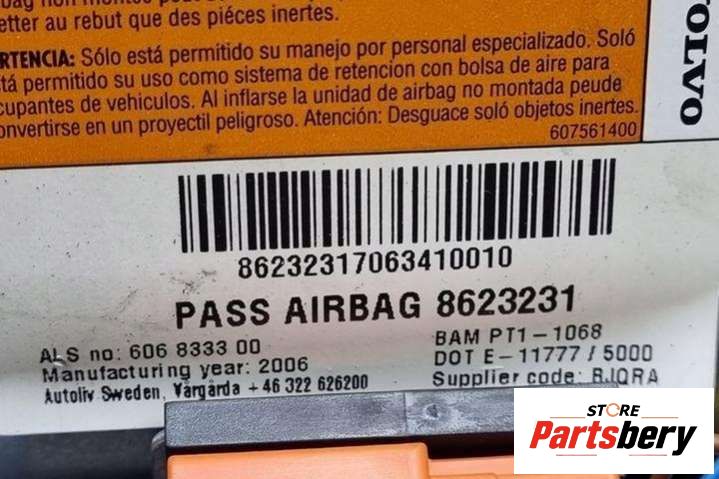 etter au rebut que des piéces inertes.
RTENCIA: Sólo está permitido su manejo por personal especializado. Soló
tá permitido su uso como sistema de retencion con bolsa de aire para
cupantes de vehiculos. Al inflarse la unidad de airbag no montada peude
onvertirse en un proyectil peligroso. Atención: Desguace soló objetos inertes.
607561400
VOLVO
86232317063410010
PASS AIRBAG 8623231
ALS no: 606 8333 00
BAM PT1-1068
Manufacturing year: 2006
DOT E-11777 / 5000
Autoliv Sweden, Vårgårda +46 322 626200
Supplier code: BJQRA
STORE
Partsbery